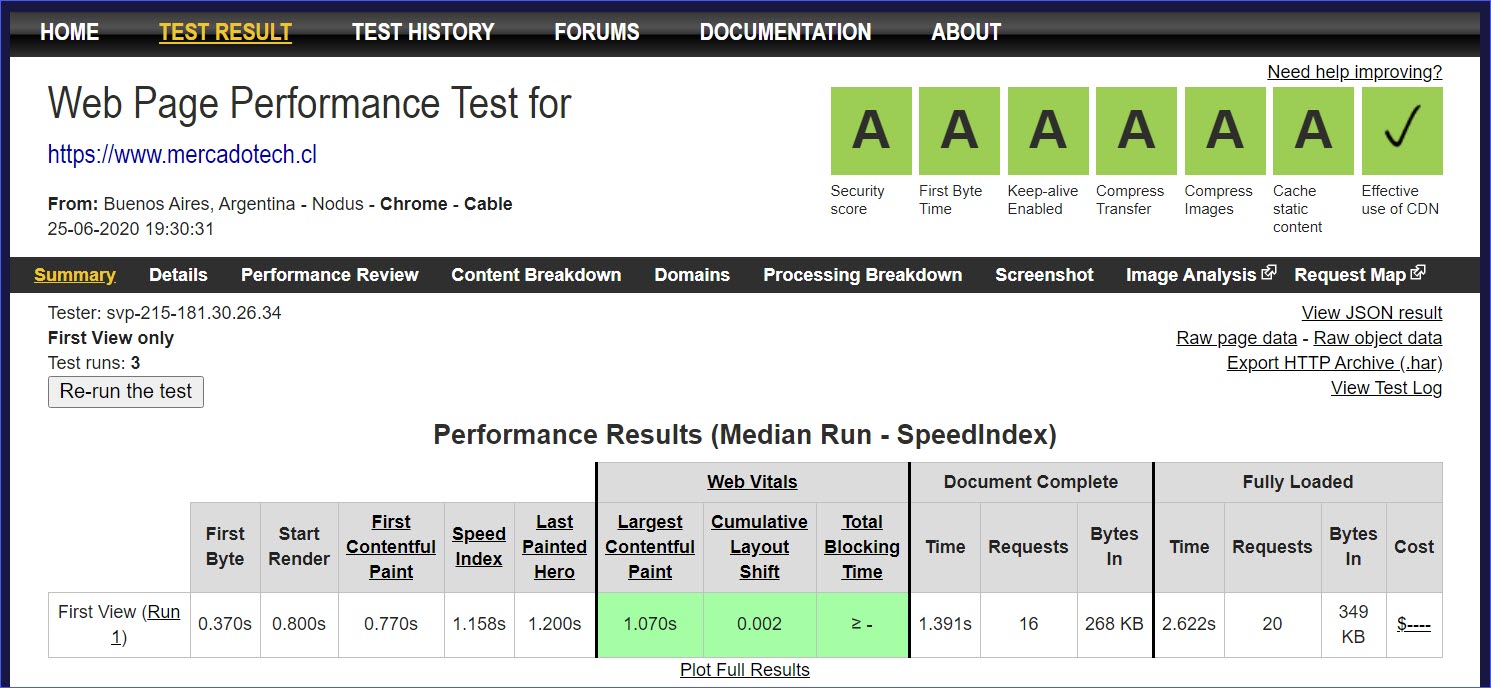 HOME TEST RESULT TEST HISTORY FORUMS DOCUMENTATION ABOUT
Need help improving?
Web Page Performance Test for
https://www.mercadotech.cl
From: Buenos Aires, Argentina - Nodus - Chrome - Cable
25-06-2020 19:30:31
A A A A A A ✓
Security score
First Byte Time
Keep-alive Enabled
Compress Transfer
Compress Images
Cache static content
Effective use of CDN
Summary Details Performance Review Content Breakdown Domains Processing Breakdown Screenshot Image Analysis Request Map
Tester: svp-215-181.30.26.34
First View only
Test runs: 3
Re-run the test
View JSON result
Raw page data - Raw object data
Export HTTP Archive (.har)
View Test Log
Performance Results (Median Run - SpeedIndex)
Web Vitals Document Complete Fully Loaded
First Byte Start Render First Contentful Paint Speed Index Last Painted Hero Largest Contentful Paint Cumulative Layout Shift Total Blocking Time Time Requests Bytes In Time Requests Bytes In Cost
First View (Run 1) 0.370s 0.800s 0.770s 1.158s 1.200s 1.070s 0.002 ≥ - 1.391s 16 268 KB 2.622s 20 349 KB $----
Plot Full Results